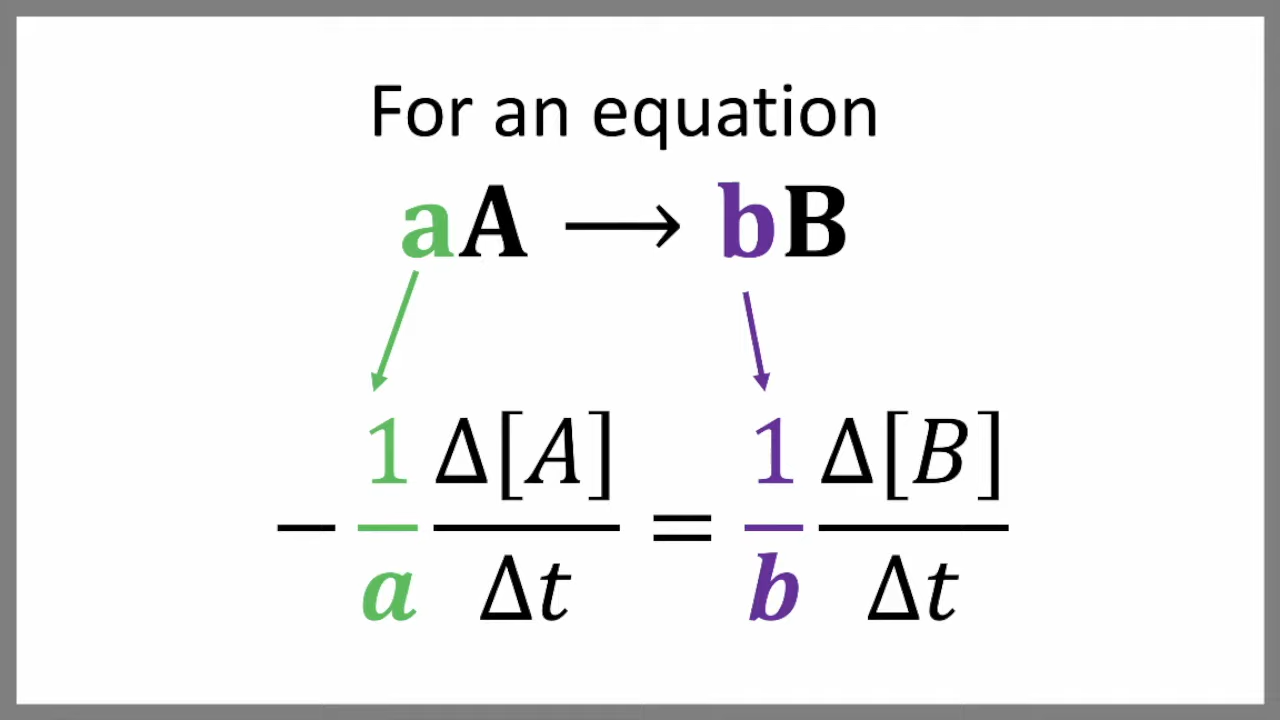 For an equation
aA ⟶ bB
− 1/a Δ[A]/Δt = 1/b Δ[B]/Δt